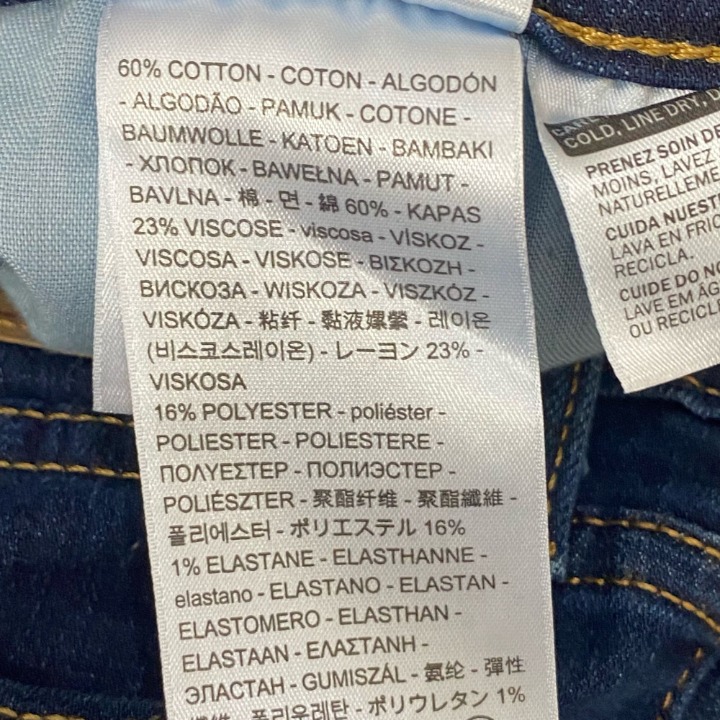 60% COTTON - COTON - ALGODÓN
- ALGODÃO - PAMUK - COTONE -
BAUMWOLLE - KATOEN - BAMBAKI
- ХЛОПОК - BAWEŁNA - PAMUT -
BAVLNA - 棉 - 면 - 綿 60% - KAPAS
23% VISCOSE - viscosa - VİSKOZ -
VISCOSA - VISKOSE - ΒΙΣΚΟΖΗ -
ВИСКОЗА - WISKOZA - VISZKÓZ -
VISKÓZA - 粘纤 - 黏液嫘縈 - 레이온
(비스코스레이온) - レーヨン 23% -
VISKOSA
16% POLYESTER - poliéster -
POLIESTER - POLIESTERE -
ΠΟΛΥΕΣΤΕΡ - ПОЛИЭСТЕР -
POLIÉSZTER - 聚酯纤维 - 聚酯纖維 -
폴리에스터 - ポリエステル 16%
1% ELASTANE - ELASTHANNE -
elastano - ELASTANO - ELASTAN -
ELASTOMERO - ELASTHAN -
ELASTAAN - ΕΛΑΣΤΑΝΗ -
ЭЛАСТАН - GUMISZÁL - 氨纶 - 彈性
纖維 - 폴리우레탄 - ポリウレタン 1%
COLD, LINE DRY,
PRENEZ SOIN DE
MOINS, LAVEZ
NATURELLEME
CUIDA NUEST
LAVA EN FRÍO
RECICLA.
CUIDE DO NO
LAVE EM ÁG
OU RECICL